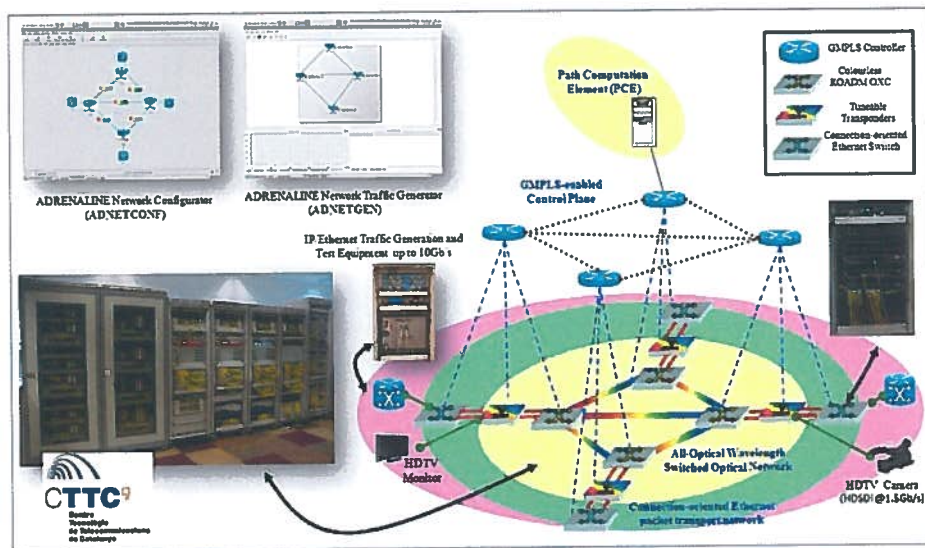 ADRENALINE Network Configurator
(ADNETCONF)
ADRENALINE Network Traffic Generator
(ADNETGEN)
Path Computation
Element (PCE)
GMPLS Controller
Colourless
ROADM OXC
Tuneable
Transponders
Connection-oriented
Ethernet Switch
GMPLS-enabled
Control Plane
IP/Ethernet Traffic Generation and
Test Equipment up to 10Gb/s
HDTV
Monitor
All-Optical Wavelength
Switched Optical Network
Connection-oriented Ethernet
packet transport network
HDTV Camera
(HDSDI@1.5Gb/s)
CTTC9
Centre
Tecnològic
de Telecomunicacions
de Catalunya